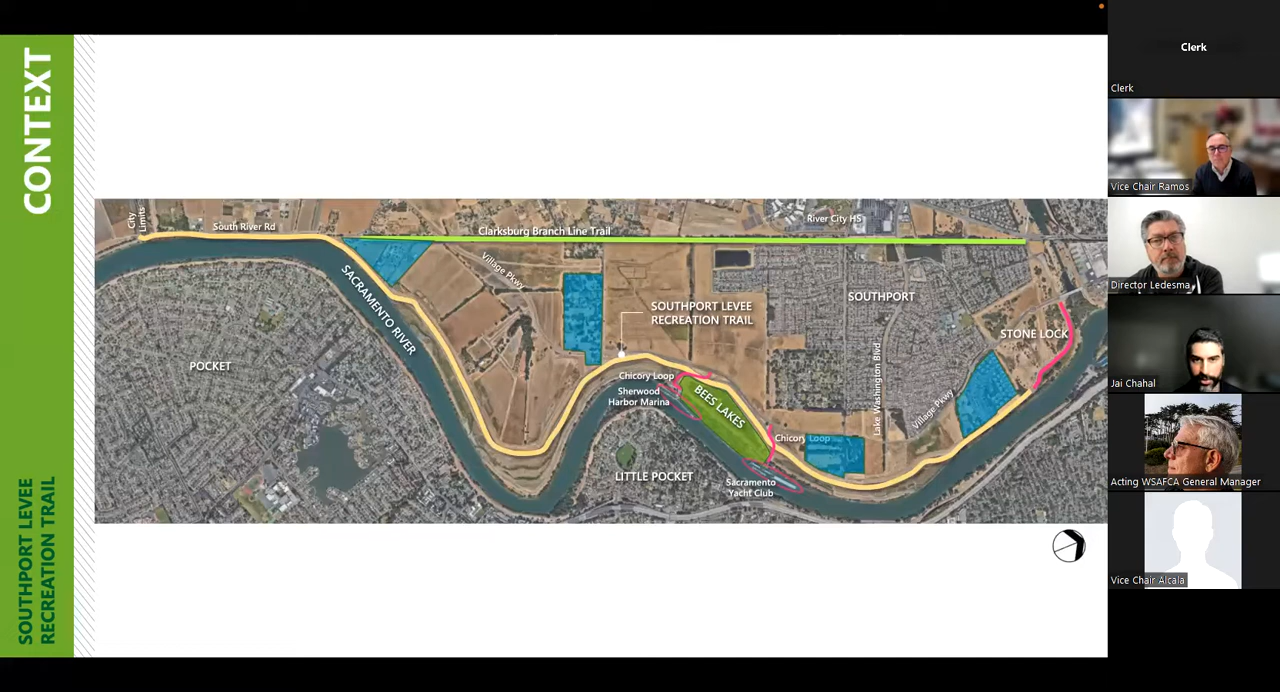 CONTEXT
SOUTHPORT LEVEE
RECREATION TRAIL
City
Limits
South River Rd
Clarksburg Branch Line Trail
River City HS
Village Pkwy
SACRAMENTO RIVER
SOUTHPORT LEVEE
RECREATION TRAIL
SOUTHPORT
STONE LOCK
POCKET
Chicory Loop
Sherwood
Harbor Marina
BEES LAKES
Lake Washington Blvd
Village Pkwy
Chicory Loop
LITTLE POCKET
Sacramento
Yacht Club
Clerk
Clerk
Vice Chair Ramos
Director Ledesma
Jai Chahal
Acting WSAFCA General Manager
Vice Chair Alcala